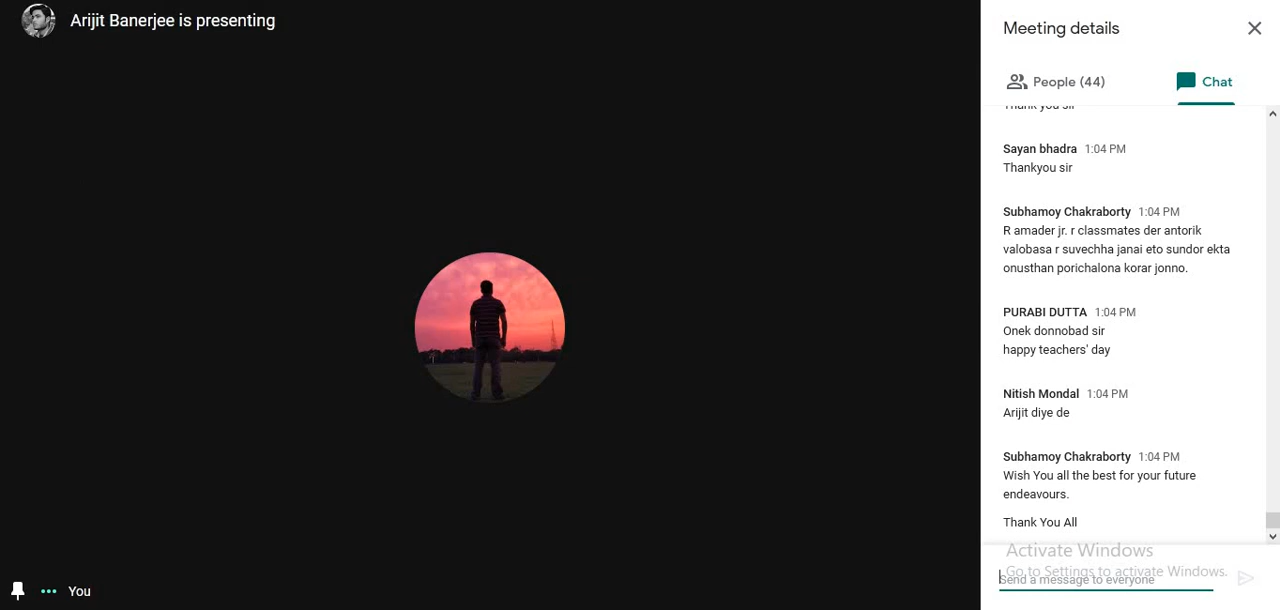 Arijit Banerjee is presenting
Meeting details
People (44)
Chat
Thank you sir
Sayan bhadra 1:04 PM
Thankyou sir
Subhamoy Chakraborty 1:04 PM
R amader jr. r classmates der antorik
valobasa r suvechha janai eto sundor ekta
onusthan porichalona korar jonno.
PURABI DUTTA 1:04 PM
Onek donnobad sir
happy teachers' day
Nitish Mondal 1:04 PM
Arijit diye de
Subhamoy Chakraborty 1:04 PM
Wish You all the best for your future
endeavours.
Thank You All
Activate Windows
Go to Settings to activate Windows.
Send a message to everyone
You